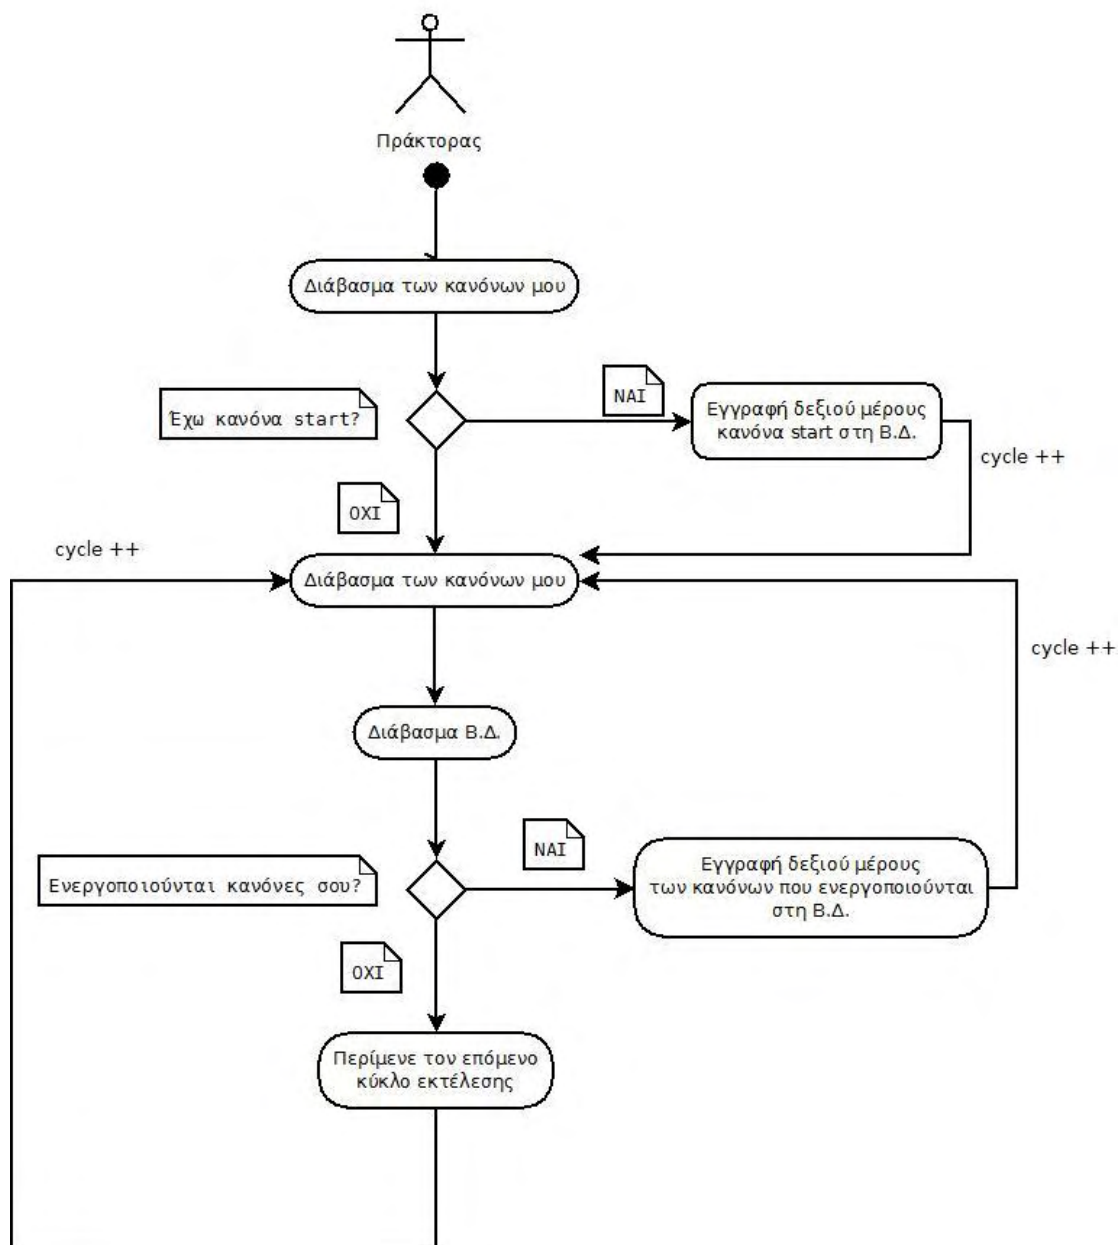 Πράκτορας
Διάβασμα των κανόνων μου
Έχω κανόνα start?
ΝΑΙ
Εγγραφή δεξιού μέρους
κανόνα start στη Β.Δ.
cycle ++
ΟΧΙ
cycle ++
Διάβασμα των κανόνων μου
cycle ++
Διάβασμα Β.Δ.
ΝΑΙ
Ενεργοποιούνται κανόνες σου?
Εγγραφή δεξιού μέρους
των κανόνων που ενεργοποιούνται
στη Β.Δ.
ΟΧΙ
Περίμενε τον επόμενο
κύκλο εκτέλεσης